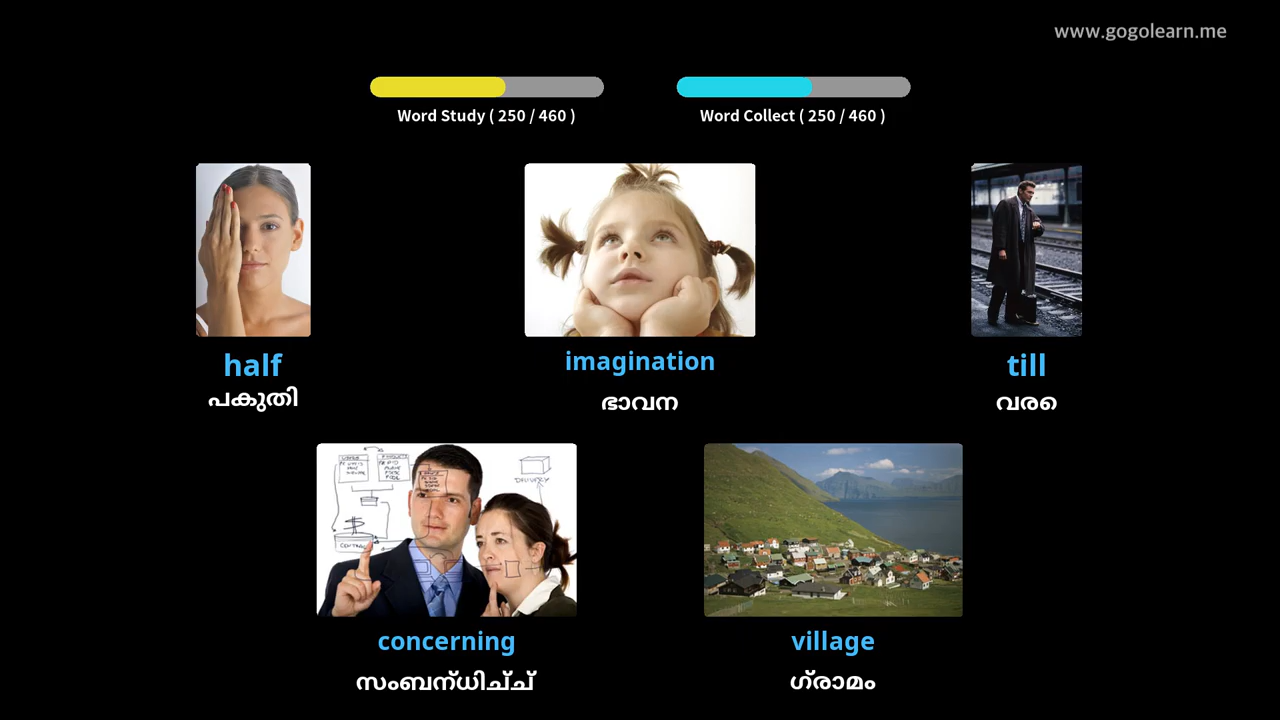 www.gogolearn.me
Word Study ( 250 / 460 )
Word Collect ( 250 / 460 )
half
പകുതി
imagination
ഭാവന
till
വരെ
concerning
സംബന്ധിച്ച്
village
ഗ്രാമം